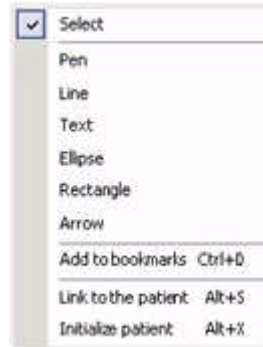 Select
Pen
Line
Text
Ellipse
Rectangle
Arrow
Add to bookmarks Ctrl+D
Link to the patient Alt+S
Initialize patient Alt+X